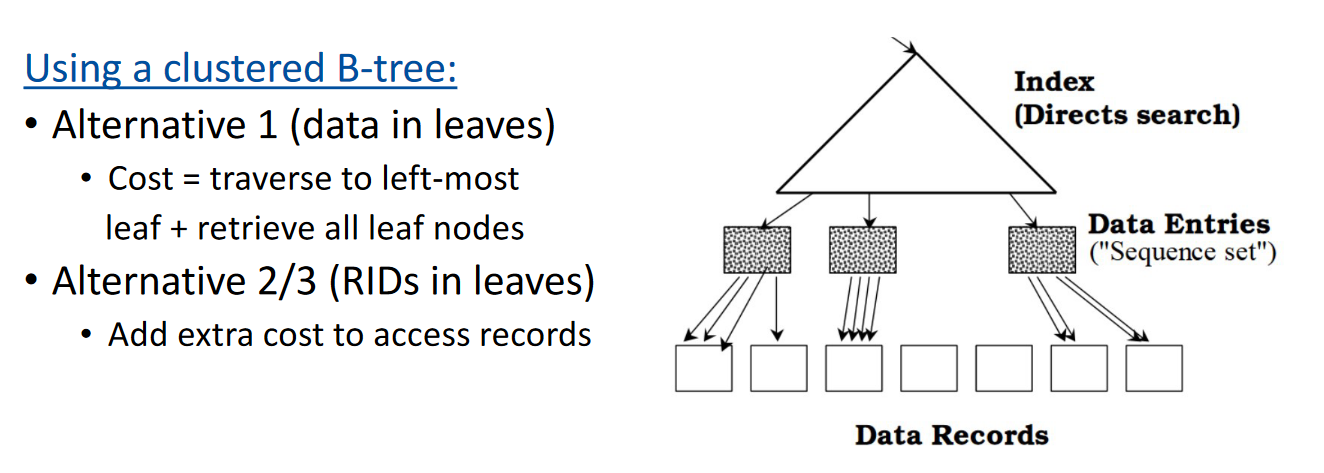 Using a clustered B-tree:
• Alternative 1 (data in leaves)
• Cost = traverse to left-most
leaf + retrieve all leaf nodes
• Alternative 2/3 (RIDs in leaves)
• Add extra cost to access records
Index
(Directs search)
Data Entries
("Sequence set")
Data Records